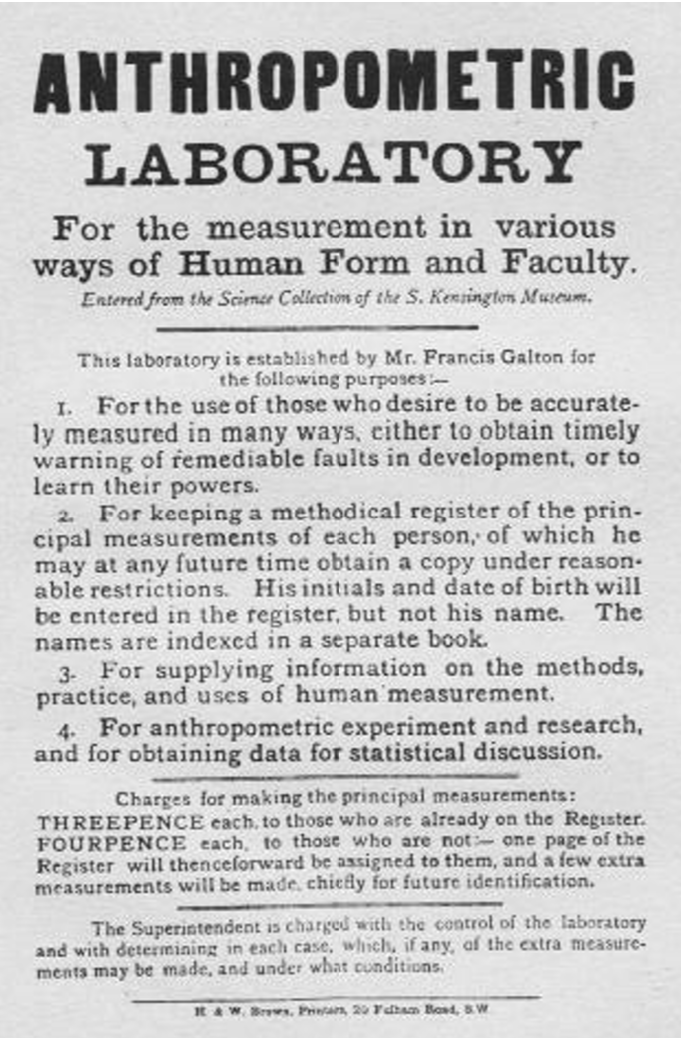 ANTHROPOMETRIC
LABORATORY
For the measurement in various
ways of Human Form and Faculty.
Entered from the Science Collection of the S. Kensington Museum.
This laboratory is established by Mr. Francis Galton for
the following purposes:—
1. For the use of those who desire to be accurate-
ly measured in many ways, either to obtain timely
warning of remediable faults in development, or to
learn their powers.
2. For keeping a methodical register of the prin-
cipal measurements of each person, of which he
may at any future time obtain a copy under reason-
able restrictions. His initials and date of birth will
be entered in the register, but not his name. The
names are indexed in a separate book.
3. For supplying information on the methods,
practice, and uses of human measurement.
4. For anthropometric experiment and research,
and for obtaining data for statistical discussion.
Charges for making the principal measurements:
THREEPENCE each, to those who are already on the Register.
FOURPENCE each, to those who are not:— one page of the
Register will thenceforward be assigned to them, and a few extra
measurements will be made, chiefly for future identification.
The Superintendent is charged with the control of the laboratory
and with determining in each case, which, if any, of the extra measure-
ments may be made, and under what conditions.
H & W. Brown, Printers, 20 Fulham Road, S.W